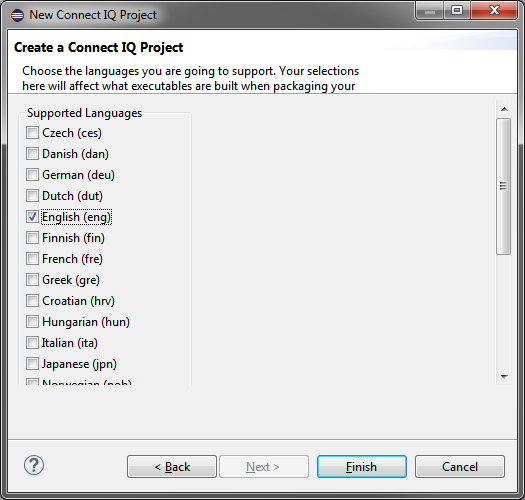 New Connect IQ Project
Create a Connect IQ Project
Choose the languages you are going to support. Your selections
here will affect what executables are built when packaging your
Supported Languages
Czech (ces)
Danish (dan)
German (deu)
Dutch (dut)
English (eng)
Finnish (fin)
French (fre)
Greek (gre)
Croatian (hrv)
Hungarian (hun)
Italian (ita)
Japanese (jpn)
Norwegian (nob)
?
< Back
Next >
Finish
Cancel